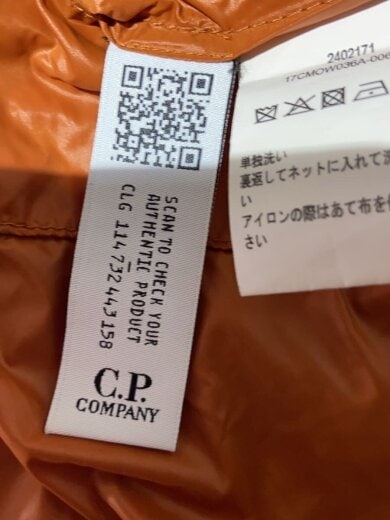 SCAN TO CHECK YOUR
AUTHENTIC PRODUCT
CLG 114732443158
C.P.
COMPANY
2402171
17CMOW036A-006
単独洗い
裏返してネットに入れて洗
い
アイロンの際はあて布を使
さい